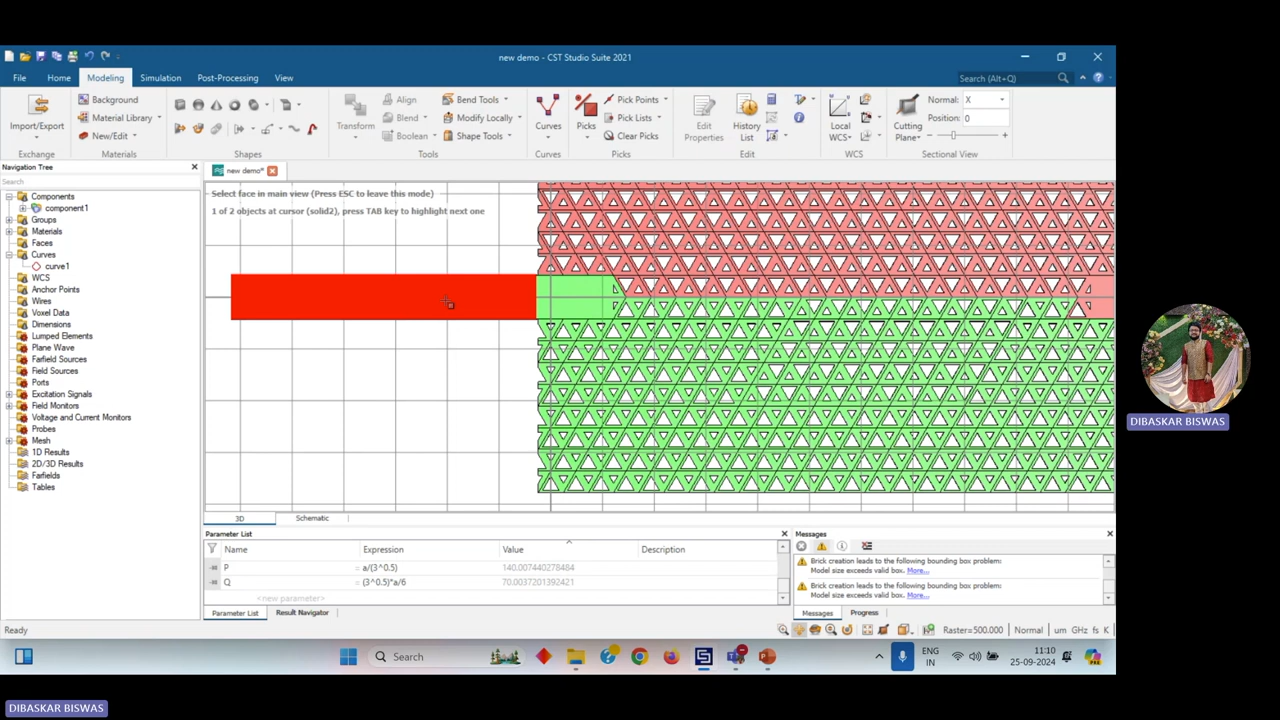 new demo - CST Studio Suite 2021
File Home Modeling Simulation Post-Processing View Search (Alt+Q)
Import/Export
Exchange
Background
Material Library
New/Edit
Materials
Shapes
Transform
Align
Blend
Boolean
Bend Tools
Modify Locally
Shape Tools
Tools
Curves
Curves
Picks
Pick Points
Pick Lists
Clear Picks
Picks
Edit
Properties
History
List
Edit
Local
WCS
WCS
Cutting
Plane
Normal: X
Position: 0
Sectional View
Navigation Tree
Search
Components
component1
Groups
Materials
Faces
Curves
curve1
WCS
Anchor Points
Wires
Voxel Data
Dimensions
Lumped Elements
Plane Wave
Farfield Sources
Field Sources
Ports
Excitation Signals
Field Monitors
Voltage and Current Monitors
Probes
Mesh
1D Results
2D/3D Results
Farfields
Tables
new demo*
Select face in main view (Press ESC to leave this mode)
1 of 2 objects at cursor (solid2), press TAB key to highlight next one
3D Schematic
Parameter List
Name Expression Value Description
P = a/(3^0.5) 140.007440278484
Q = (3^0.5)*a/6 70.0037201392421
<new parameter>
Parameter List Result Navigator
Messages
Brick creation leads to the following bounding box problem:
Model size exceeds valid box. More...
Brick creation leads to the following bounding box problem:
Model size exceeds valid box. More...
Messages Progress
Ready
Raster=500.000 Normal um GHz fs K
Search
ENG
IN
11:10
25-09-2024
DIBASKAR BISWAS
DIBASKAR BISWAS